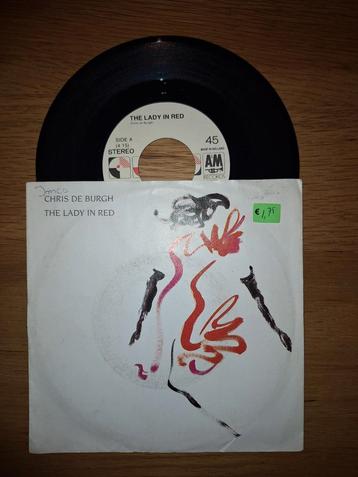 THE LADY IN RED
(Chris de Burgh)
SIDE A
(4.15)
STEREO
45
MADE IN HOLLAND
AM
RECORDS
CHRIS DE BURGH
THE LADY IN RED
€1,75